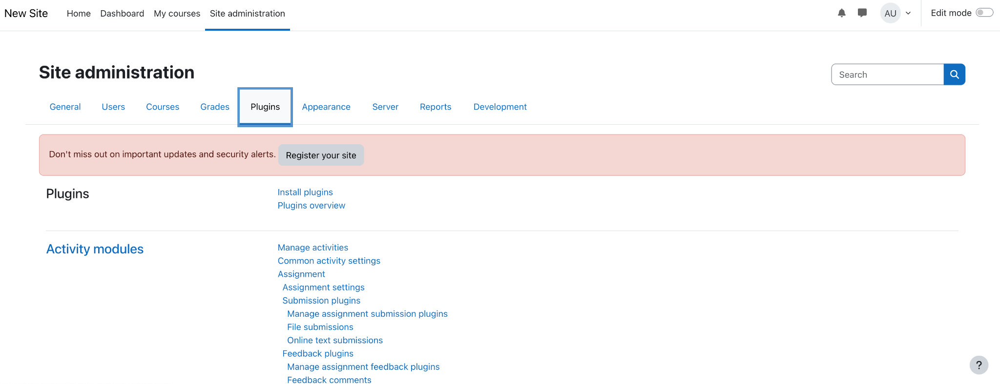 New Site Home Dashboard My courses Site administration AU Edit mode
Site administration
Search
General Users Courses Grades Plugins Appearance Server Reports Development
Don't miss out on important updates and security alerts. Register your site
Plugins
Install plugins
Plugins overview
Activity modules
Manage activities
Common activity settings
Assignment
Assignment settings
Submission plugins
Manage assignment submission plugins
File submissions
Online text submissions
Feedback plugins
Manage assignment feedback plugins
Feedback comments
?